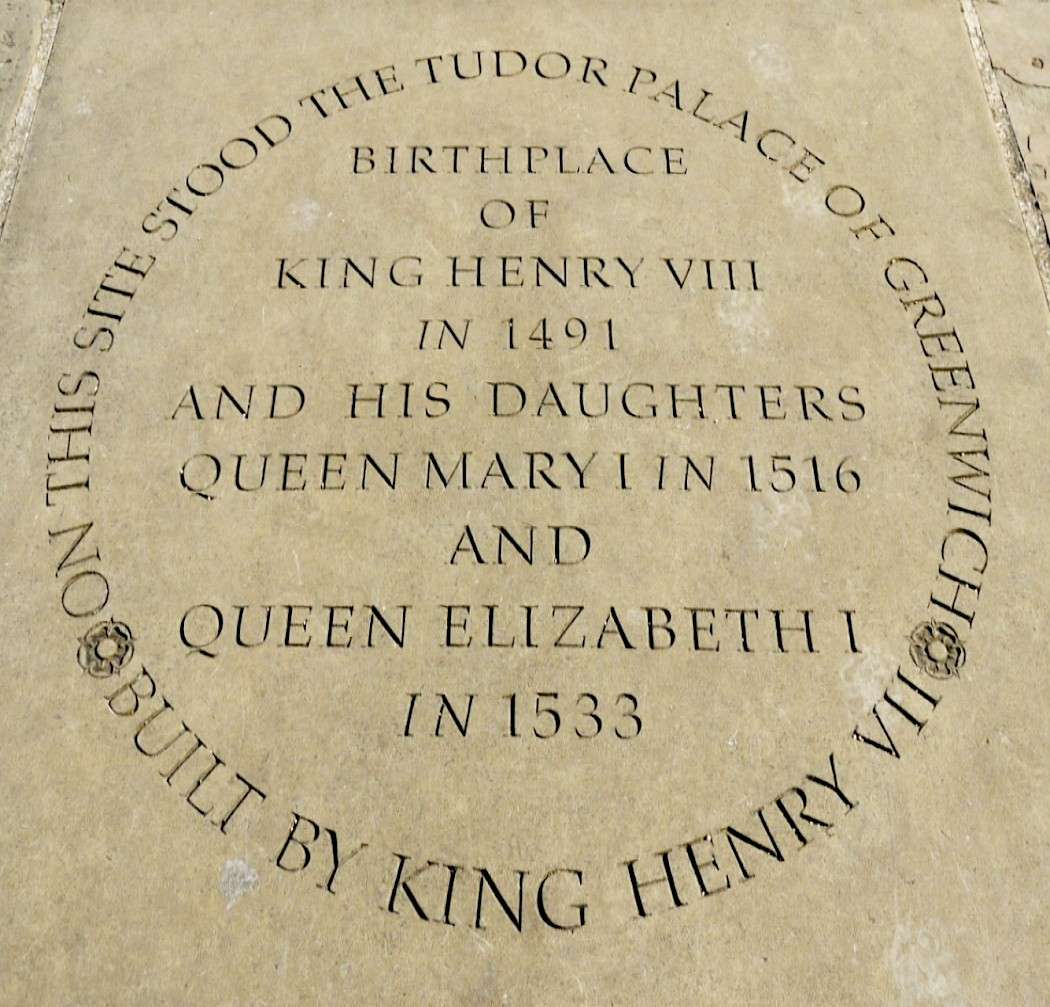 ON THIS SITE STOOD THE TUDOR PALACE OF GREENWICH
BIRTHPLACE
OF
KING HENRY VIII
IN 1491
AND HIS DAUGHTERS
QUEEN MARY I IN 1516
AND
QUEEN ELIZABETH I
IN 1533
BUILT BY KING HENRY VII